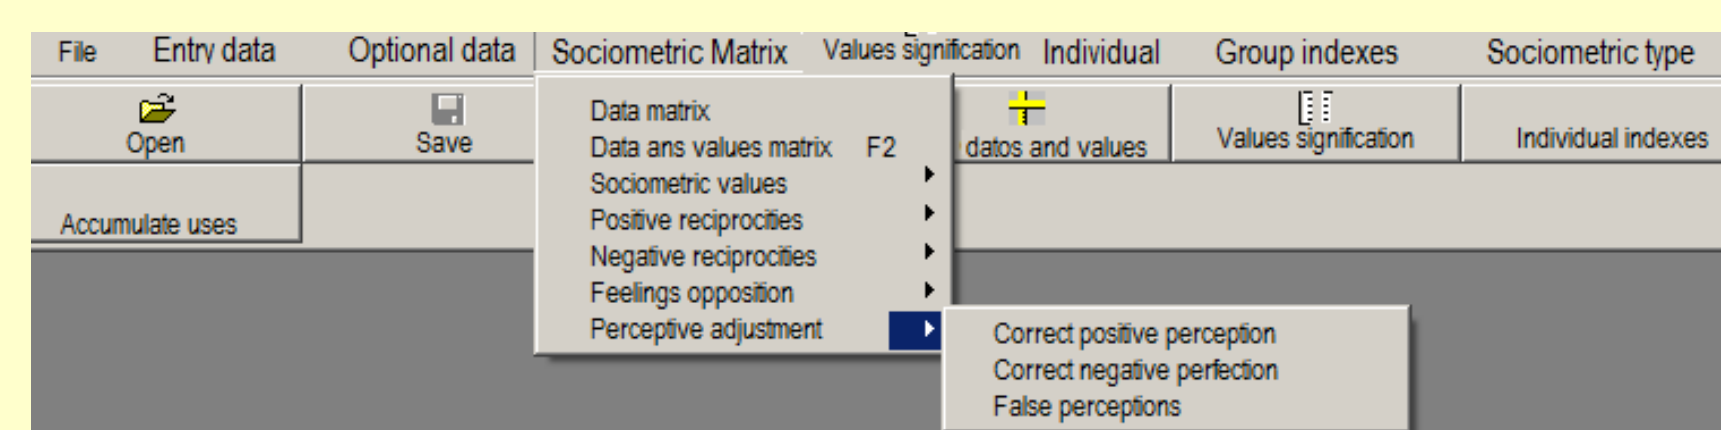 File Entry data Optional data Sociometric Matrix Values signification Individual Group indexes Sociometric type
Open Save datos and values Values signification Individual indexes
Accumulate uses
Data matrix
Data ans values matrix F2
Sociometric values
Positive reciprocities
Negative reciprocities
Feelings opposition
Perceptive adjustment
Correct positive perception
Correct negative perfection
False perceptions